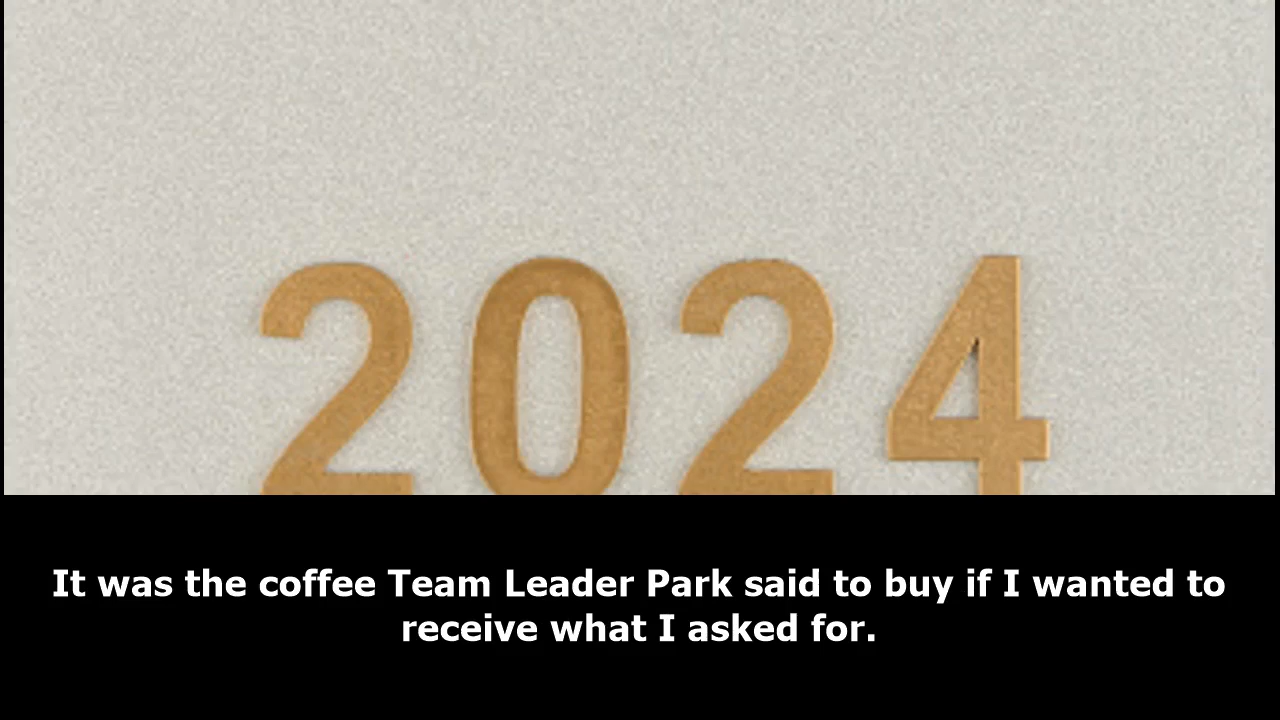 2024
It was the coffee Team Leader Park said to buy if I wanted to
receive what I asked for.